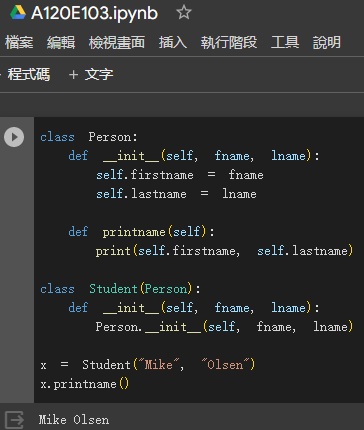 A120E103.ipynb
檔案 編輯 檢視畫面 插入 執行階段 工具 說明
程式碼 + 文字
class Person:
    def __init__(self, fname, lname):
        self.firstname = fname
        self.lastname = lname

    def printname(self):
        print(self.firstname, self.lastname)

class Student(Person):
    def __init__(self, fname, lname):
        Person.__init__(self, fname, lname)

x = Student("Mike", "Olsen")
x.printname()
Mike Olsen